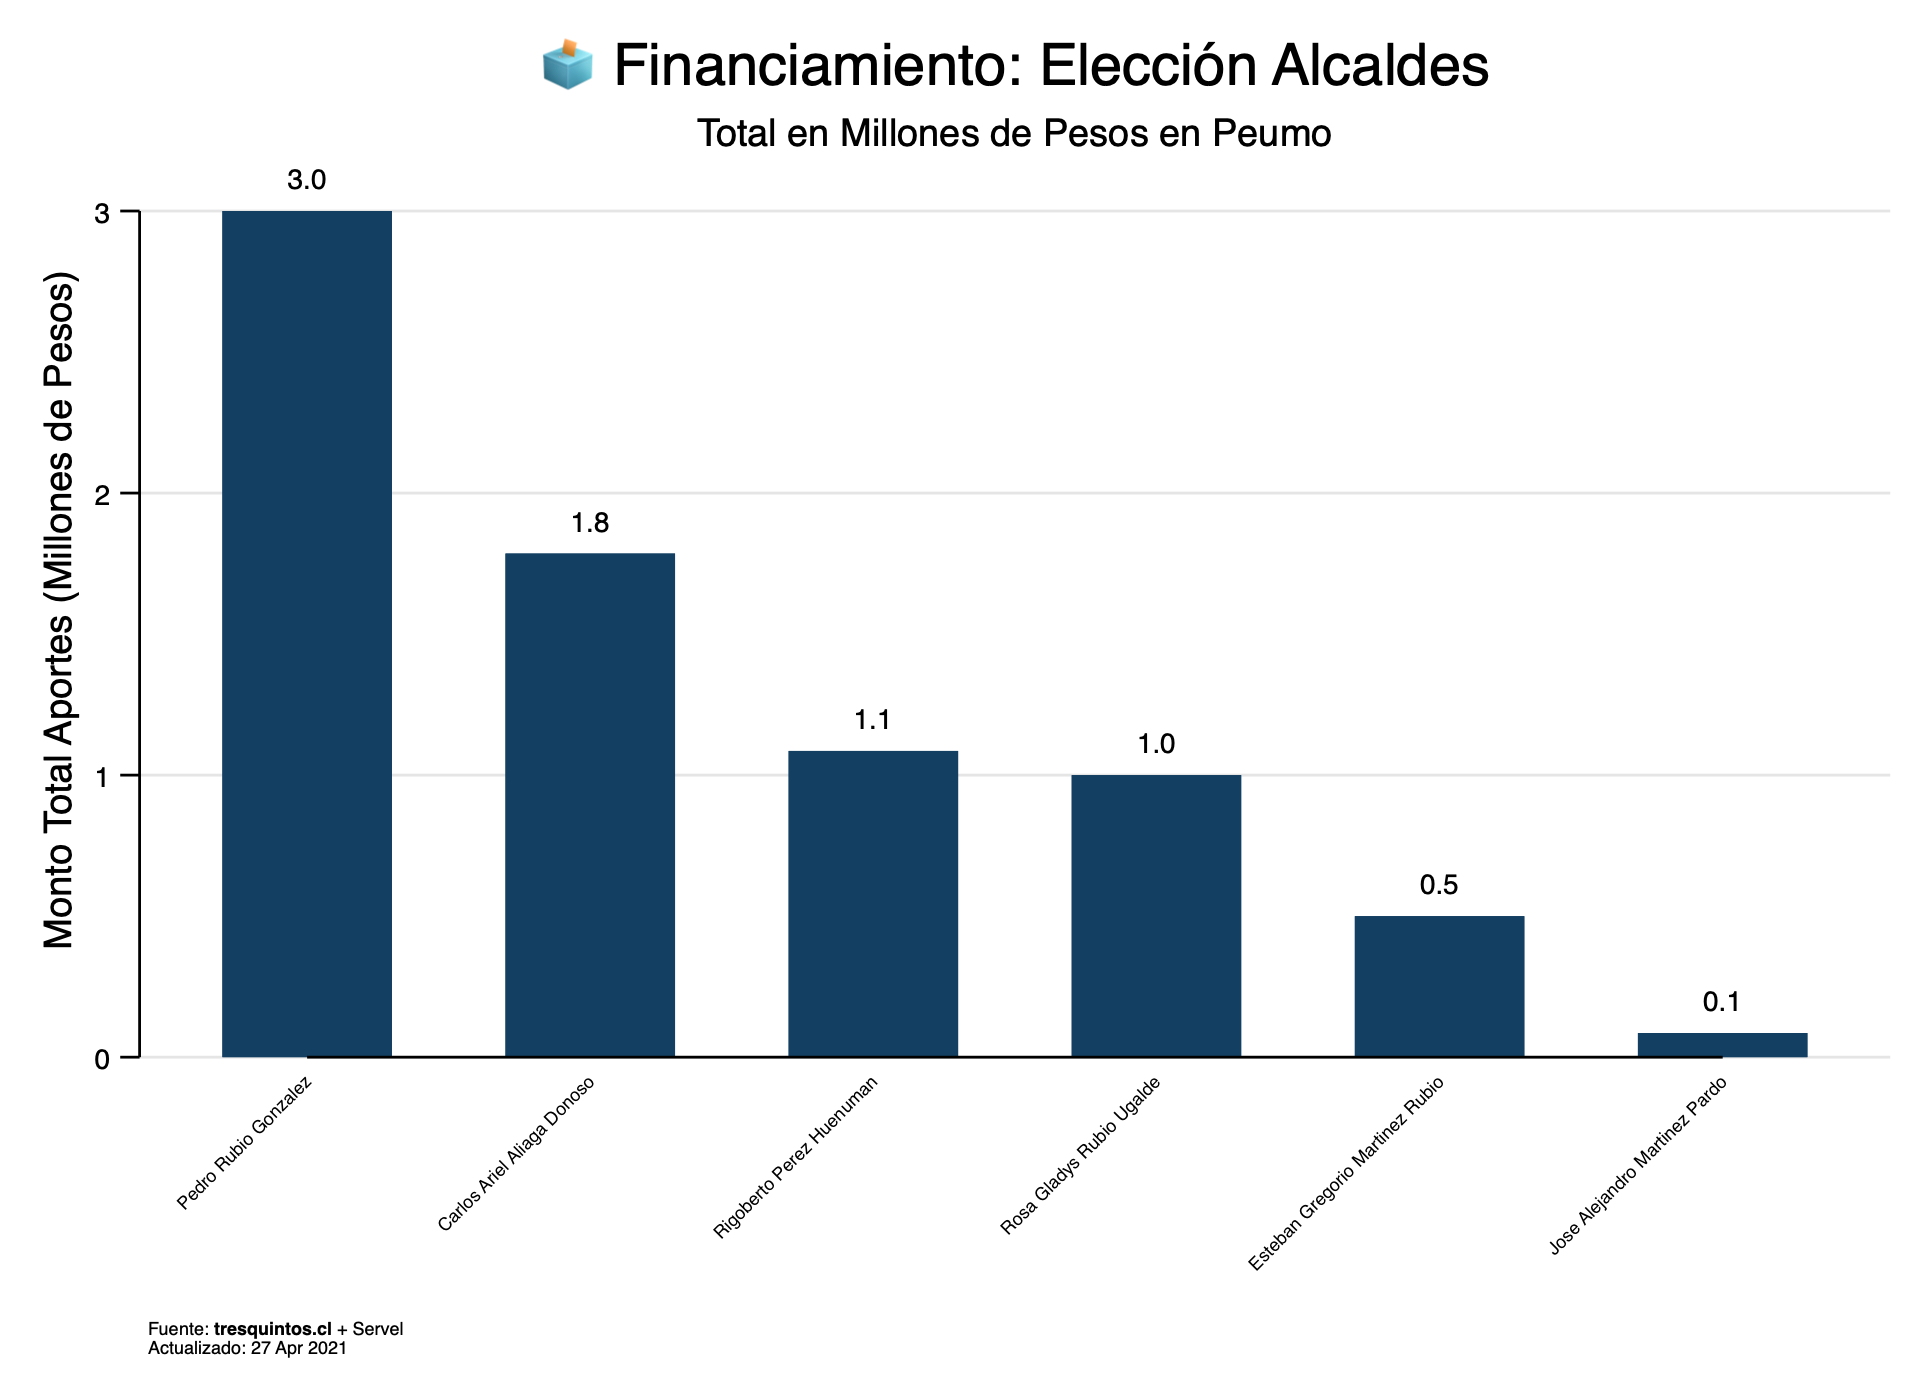 Financiamiento: Elección Alcaldes
Total en Millones de Pesos en Peumo
Monto Total Aportes (Millones de Pesos)
3
2
1
0
3.0
1.8
1.1
1.0
0.5
0.1
Pedro Rubio Gonzalez
Carlos Ariel Aliaga Donoso
Rigoberto Perez Huenuman
Rosa Gladys Rubio Ugalde
Esteban Gregorio Martinez Rubio
Jose Alejandro Martinez Pardo
Fuente: tresquintos.cl + Servel
Actualizado: 27 Apr 2021